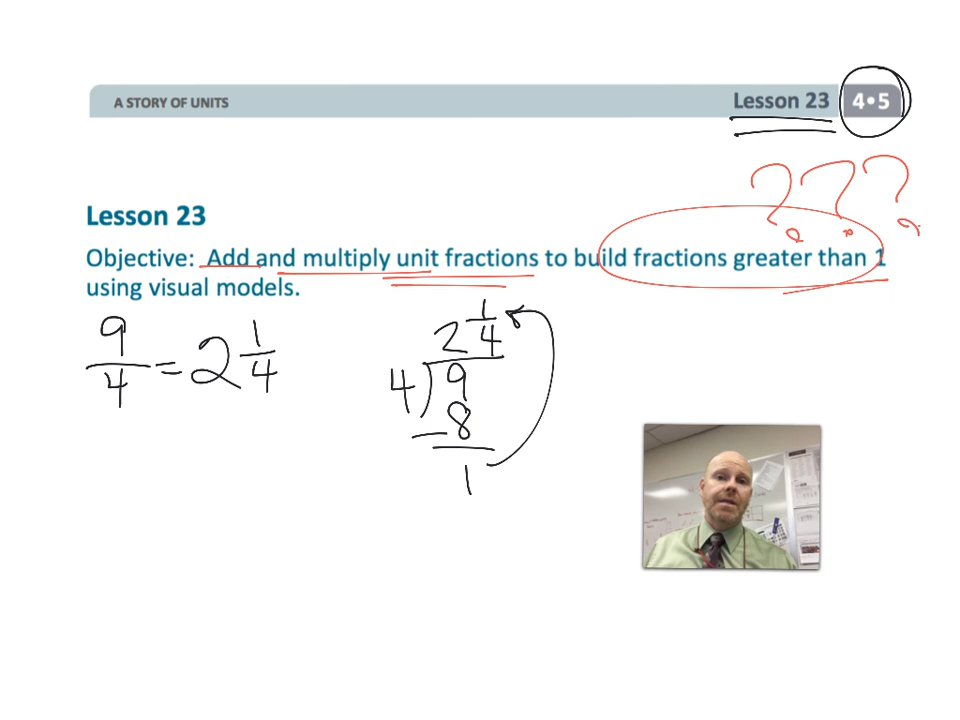 A STORY OF UNITS Lesson 23 4•5
? ? ?
Lesson 23
Objective: Add and multiply unit fractions to build fractions greater than 1
using visual models.
9/4 = 2 1/4
2 1/4
4)9
-8
1